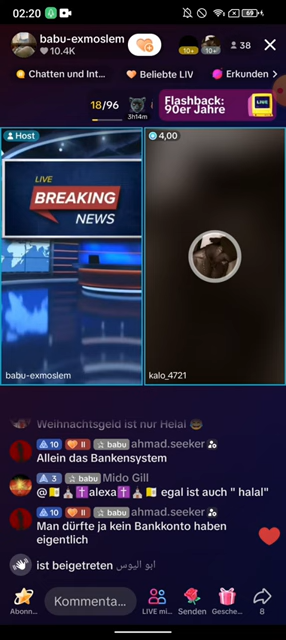 02:20
69
babu-exmoslem
10.4K
10+
10+
38
Chatten und Int...
Beliebte LIV
Erkunden
18/96
3h14m
Flashback:
90er Jahre
LIVE
Host
4,00
LIVE
BREAKING
NEWS
babu-exmoslem
kalo_4721
Weihnachtsgeld ist nur Helal
10 II babu ahmad.seeker
Allein das Bankensystem
3 babu Mido Gill
@ alexa egal ist auch " halal"
10 II babu ahmad.seeker
Man dürfte ja kein Bankkonto haben
eigentlich
ist beigetreten ابو اليوس
Abonn...
Kommenta...
LIVE mi...
Senden
Gesche...
8